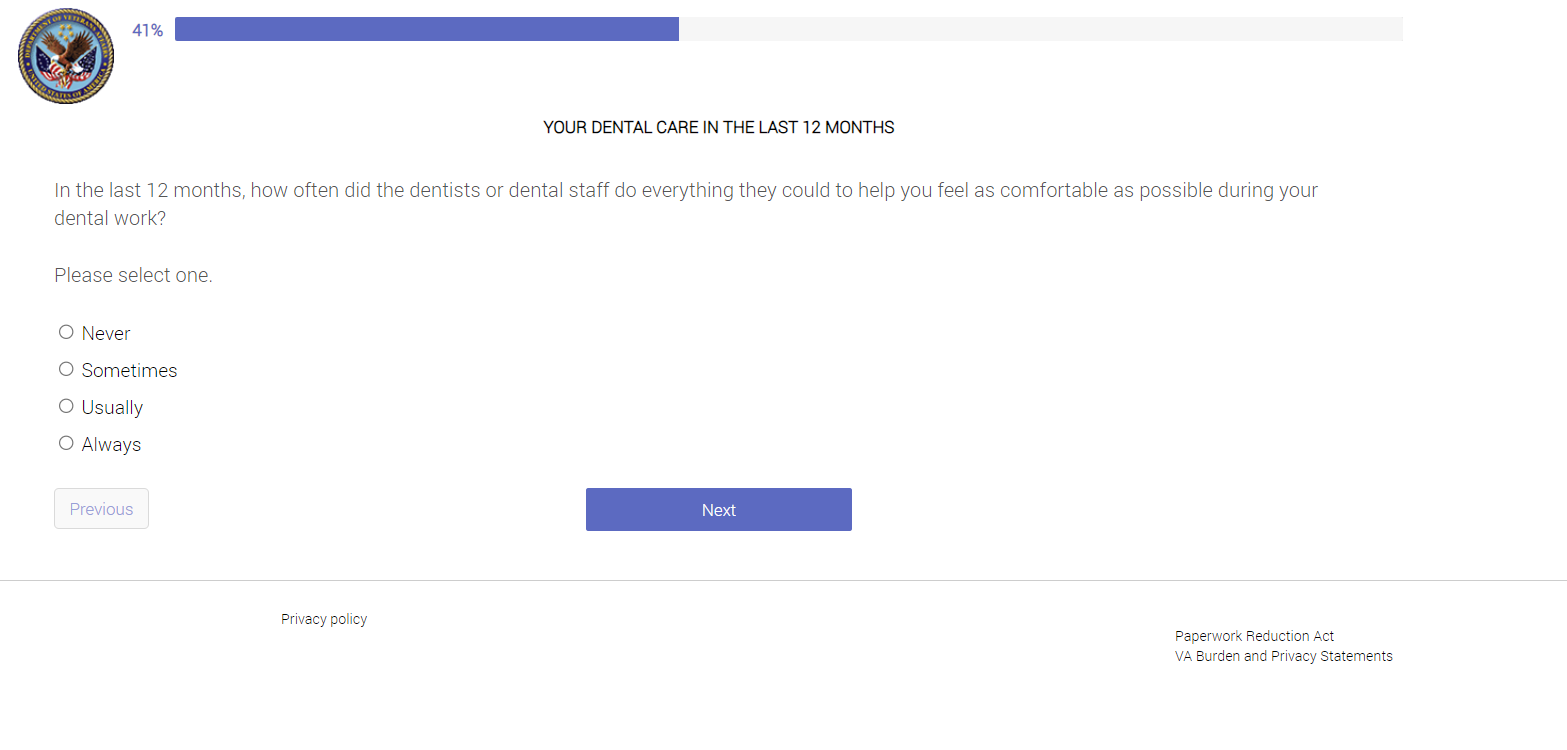 41%
YOUR DENTAL CARE IN THE LAST 12 MONTHS
In the last 12 months, how often did the dentists or dental staff do everything they could to help you feel as comfortable as possible during your
dental work?
Please select one.
Never
Sometimes
Usually
Always
Previous
Next
Privacy policy
Paperwork Reduction Act
VA Burden and Privacy Statements